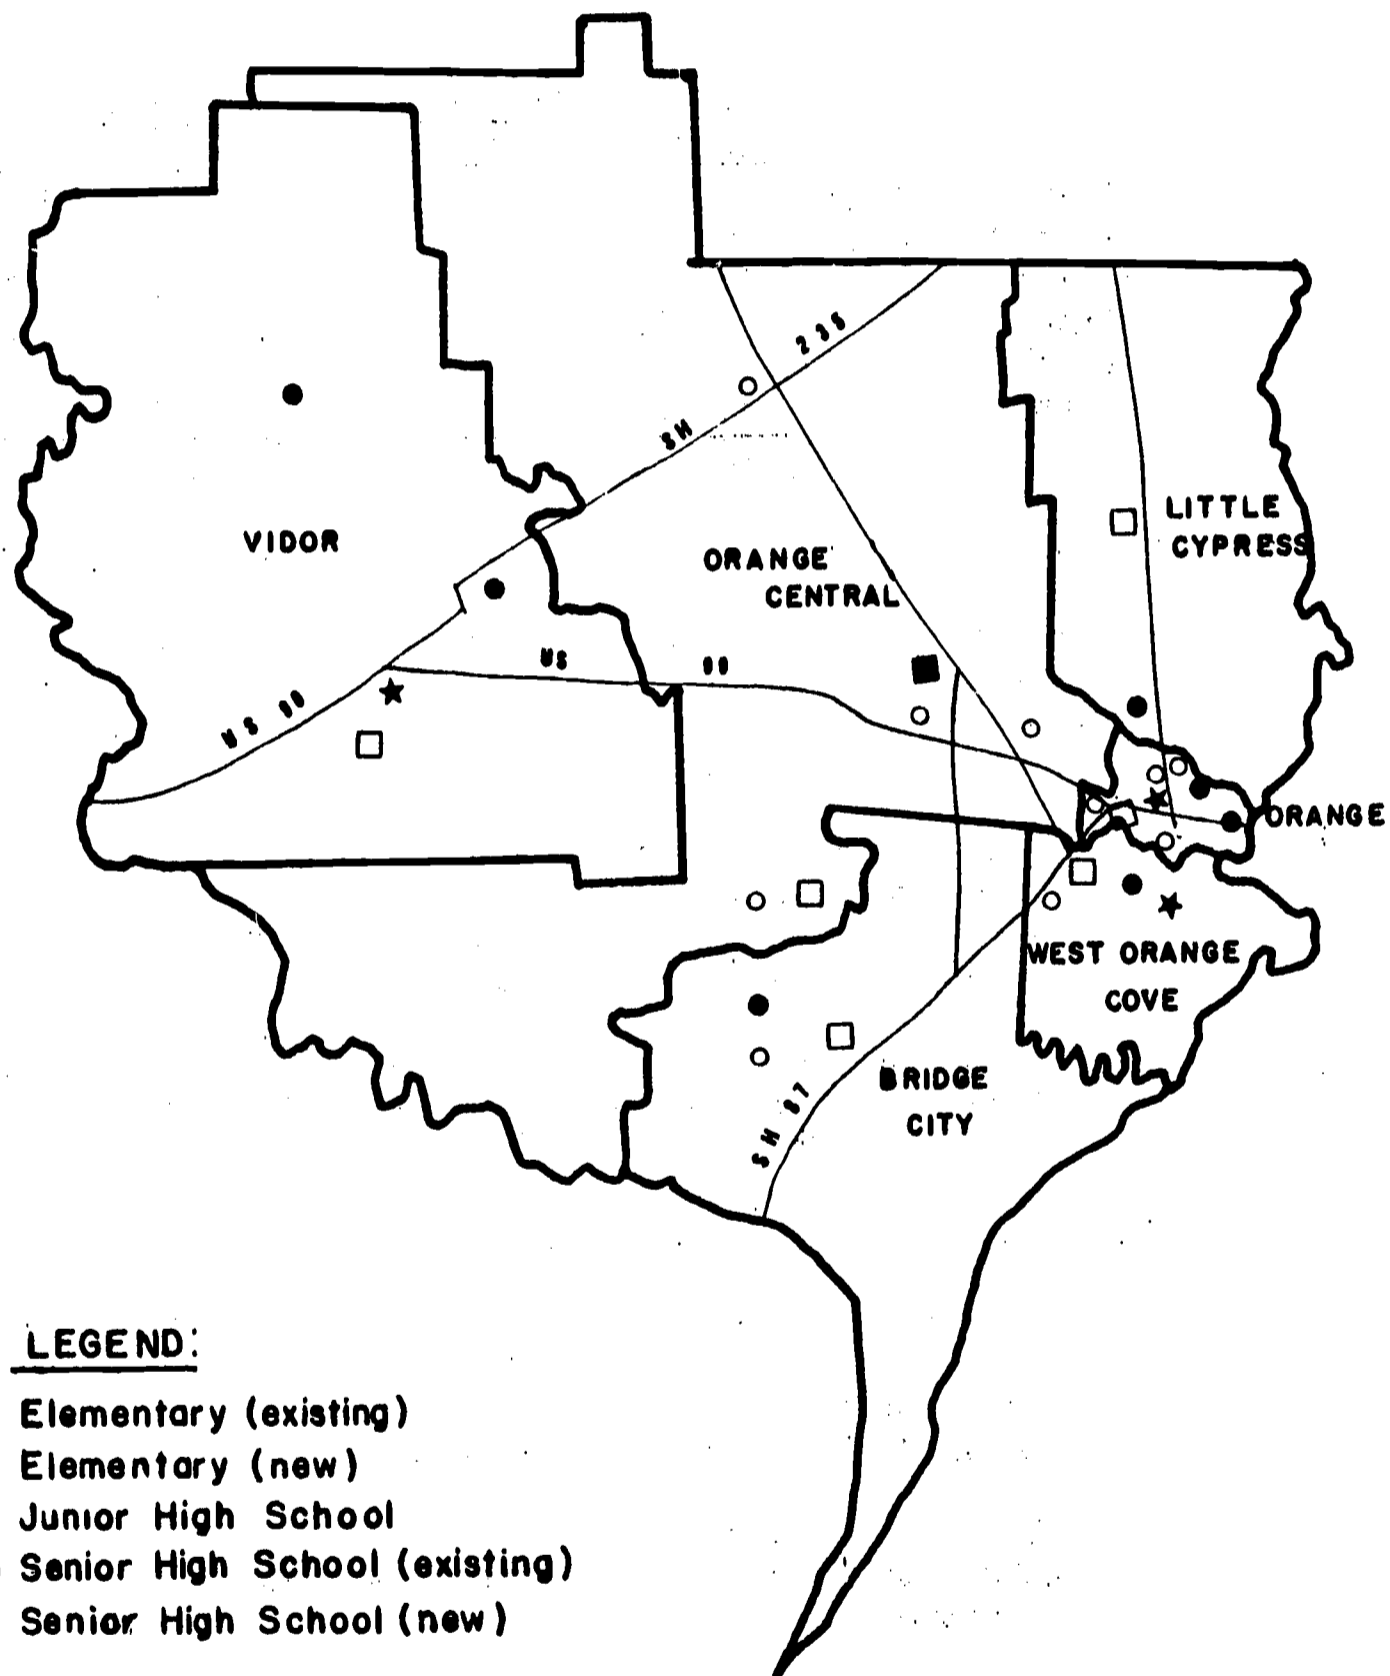 SH 235
VIDOR
LITTLE
CYPRESS
ORANGE
CENTRAL
US 90
US 90
ORANGE
WEST ORANGE
COVE
BRIDGE
CITY
SH 87
LEGEND:
Elementary (existing)
Elementary (new)
Junior High School
Senior High School (existing)
Senior High School (new)